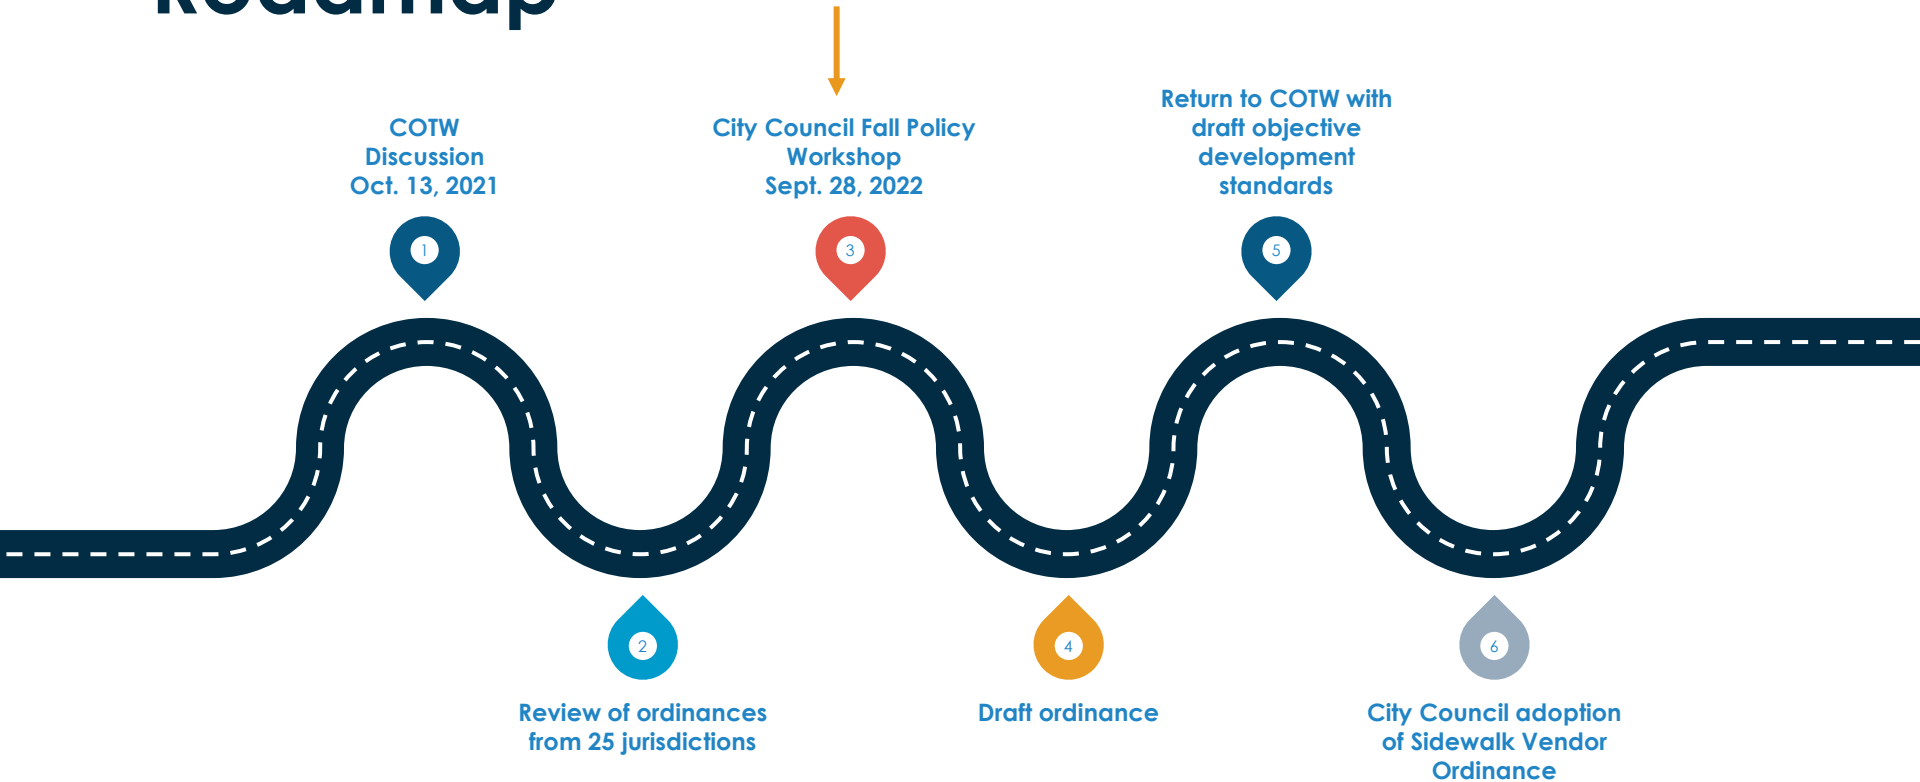 Roadmap
COTW
Discussion
Oct. 13, 2021
City Council Fall Policy
Workshop
Sept. 28, 2022
Return to COTW with
draft objective
development
standards
1
3
5
2
4
6
Review of ordinances
from 25 jurisdictions
Draft ordinance
City Council adoption
of Sidewalk Vendor
Ordinance